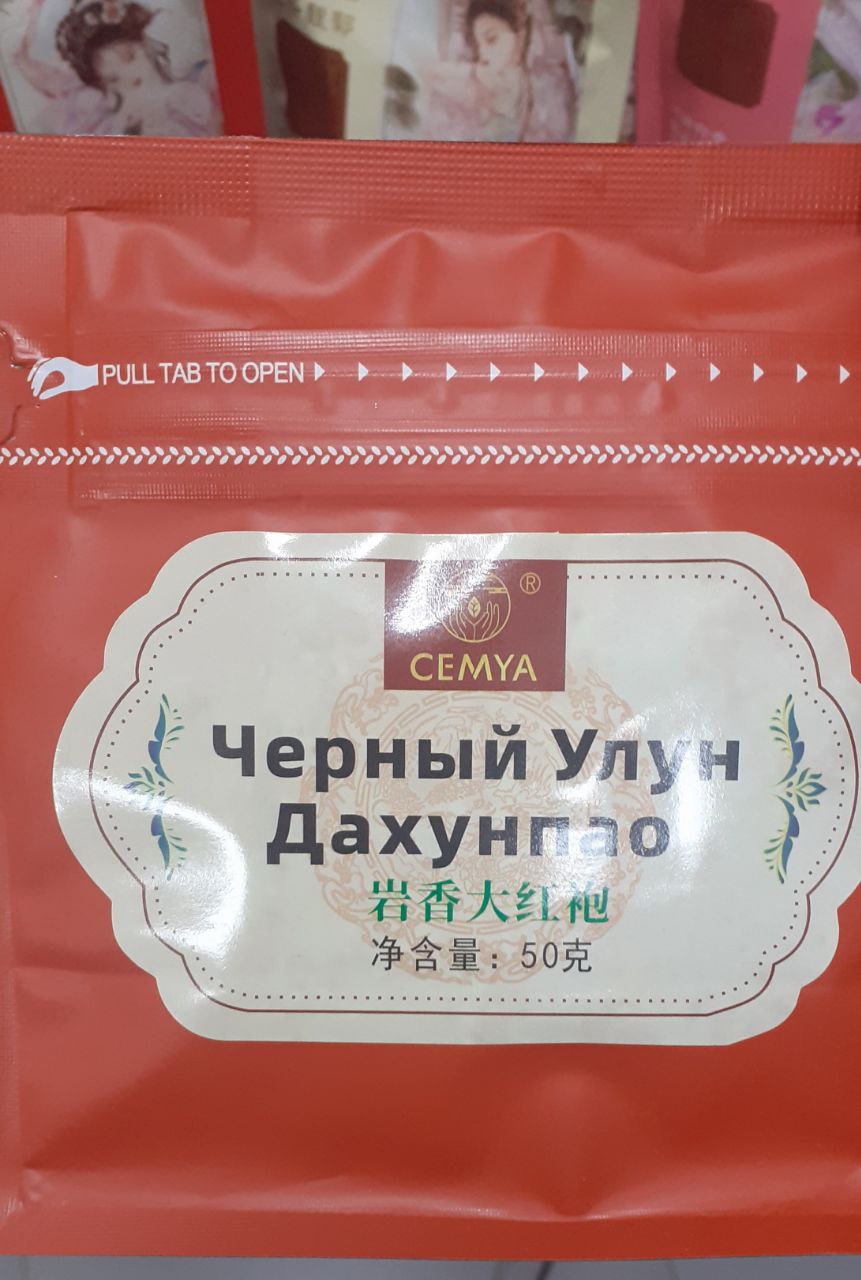 PULL TAB TO OPEN
®
CEMYA
Черный Улун
Дахунпао
岩香大红袍
净含量：50克